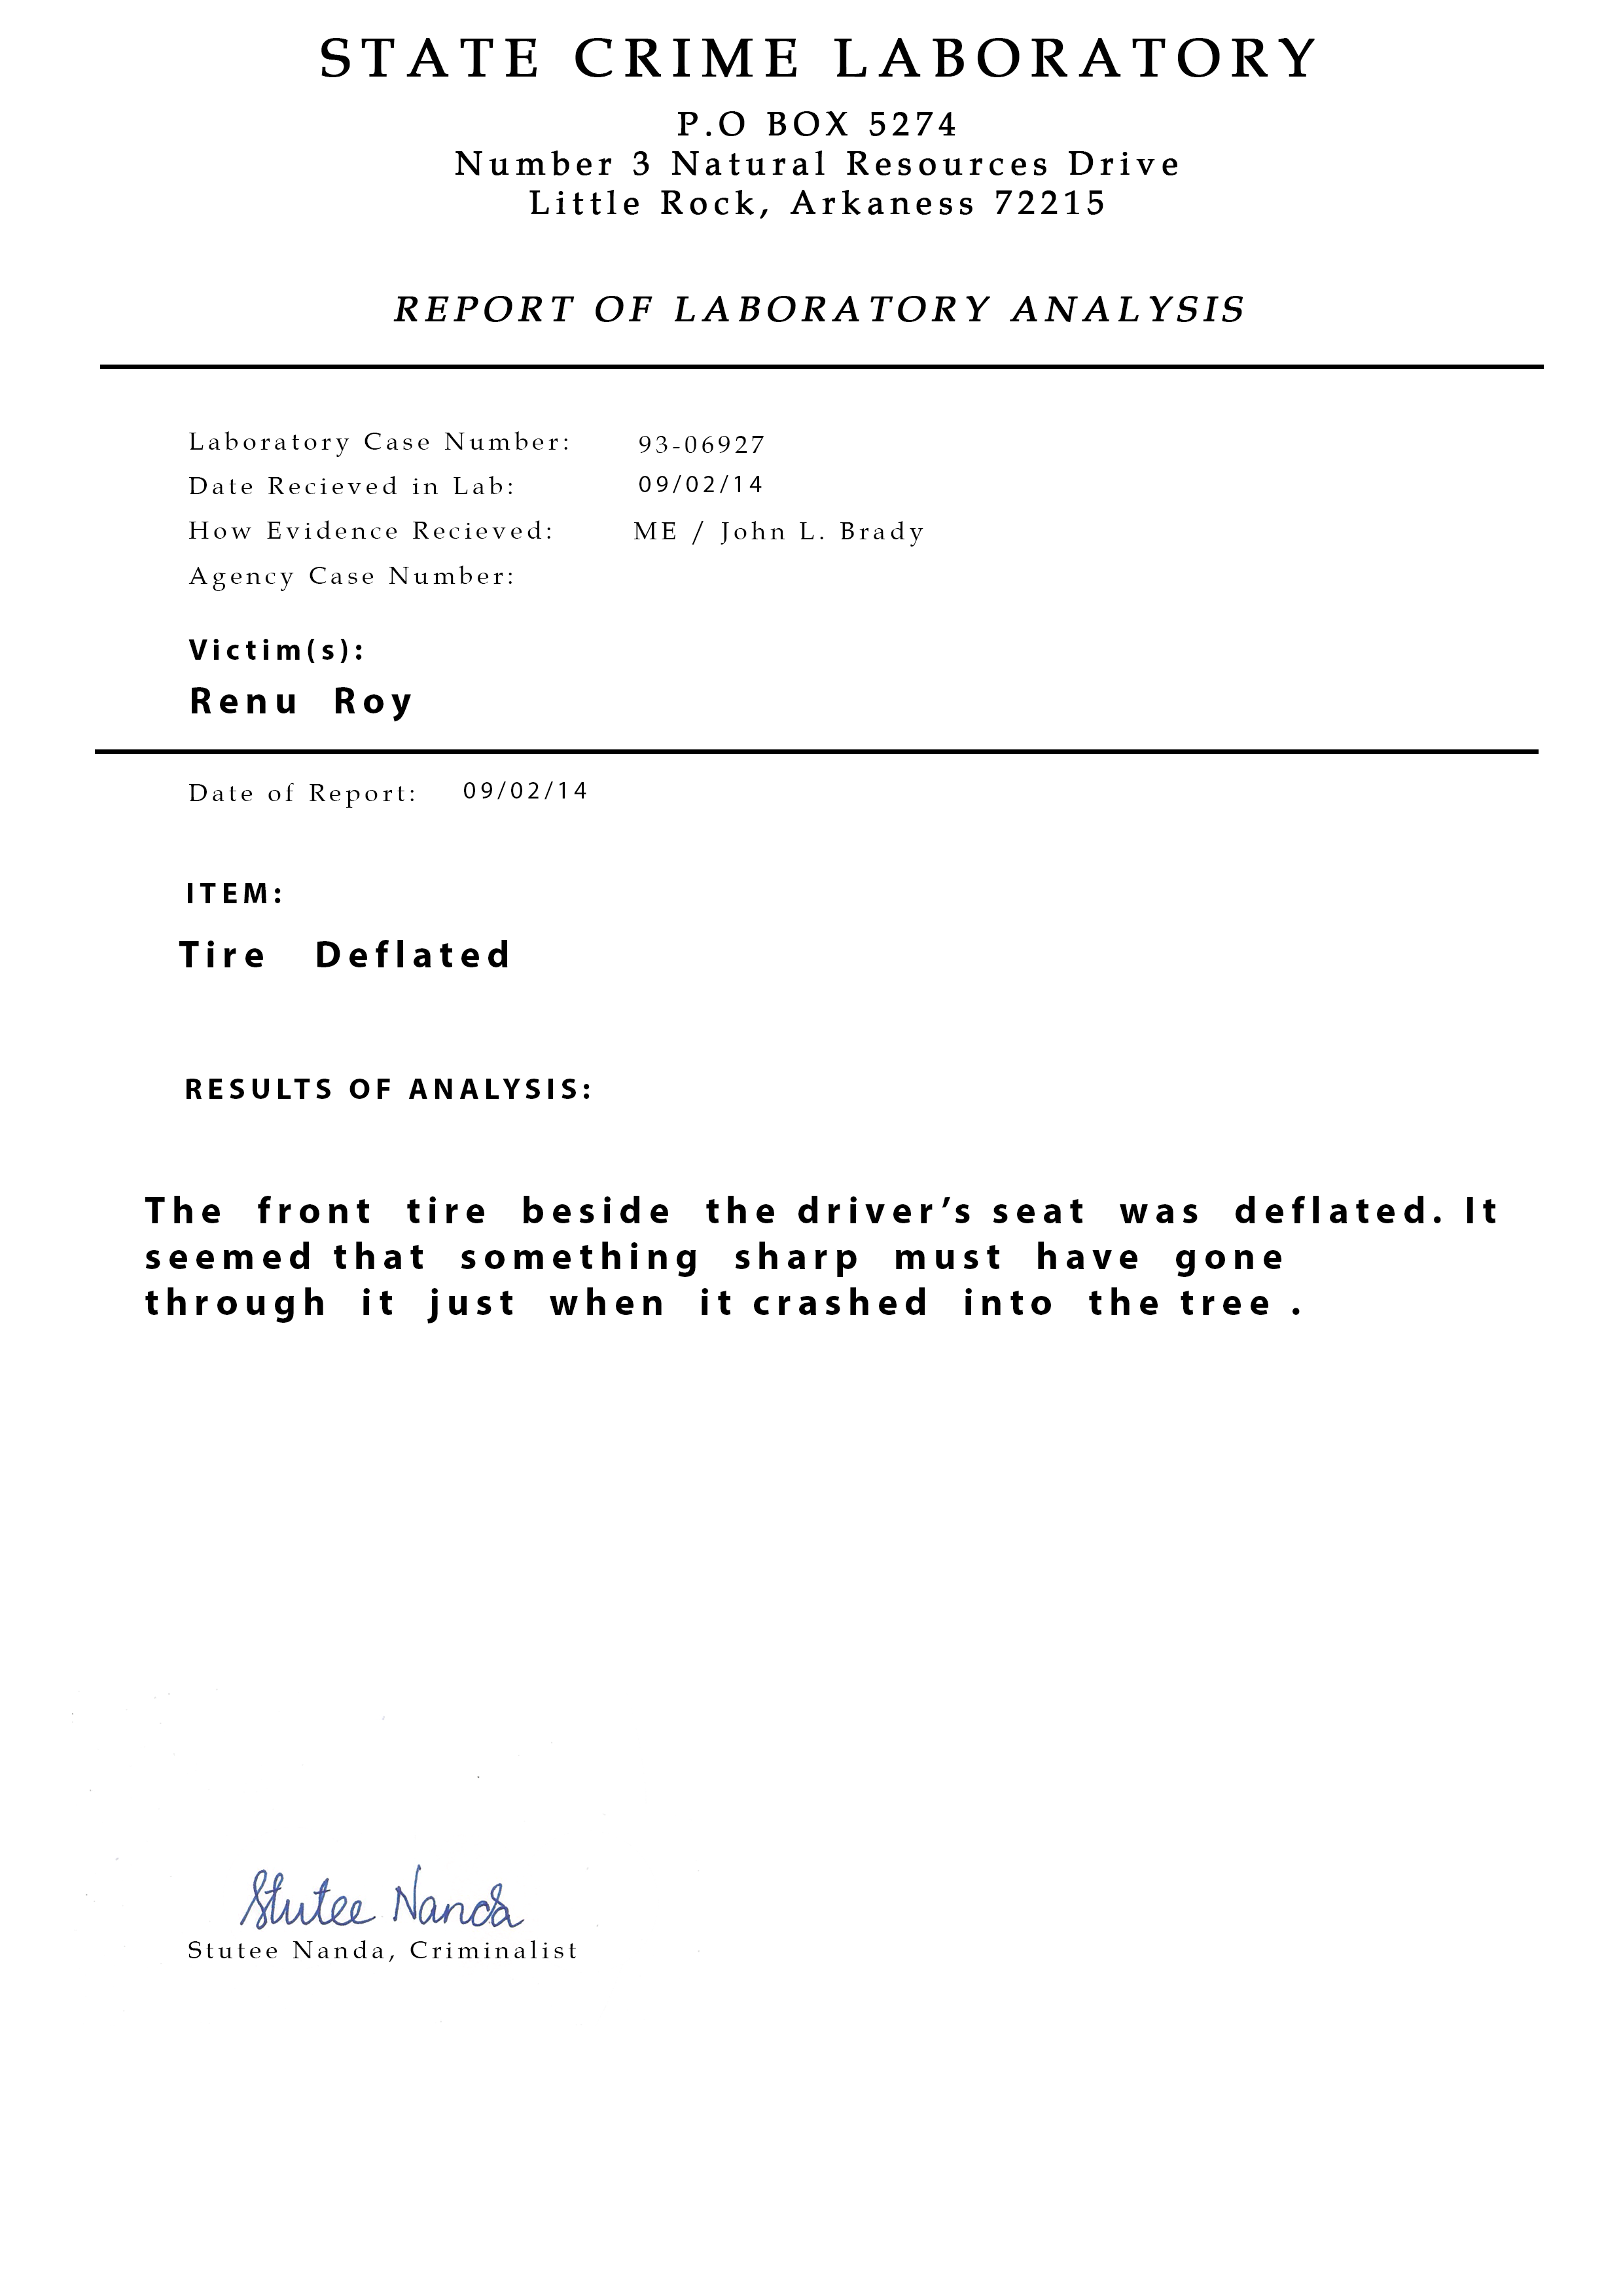 STATE CRIME LABORATORY
P.O BOX 5274
Number 3 Natural Resources Drive
Little Rock, Arkaness 72215
REPORT OF LABORATORY ANALYSIS
Laboratory Case Number: 93-06927
Date Recieved in Lab: 09/02/14
How Evidence Recieved: ME / John L. Brady
Agency Case Number:
Victim(s):
Renu Roy
Date of Report: 09/02/14
ITEM:
Tire Deflated
RESULTS OF ANALYSIS:
The front tire beside the driver’s seat was deflated. It
seemed that something sharp must have gone
through it just when it crashed into the tree .
Stutee Nanda
Stutee Nanda, Criminalist